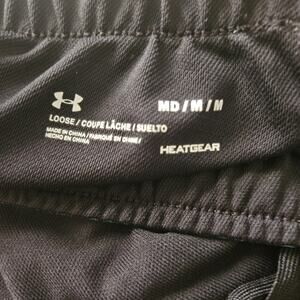 MD / M / M
LOOSE / COUPE LÂCHE / SUELTO
MADE IN CHINA / FABRIQUÉ EN CHINE /
HECHO EN CHINA
HEATGEAR